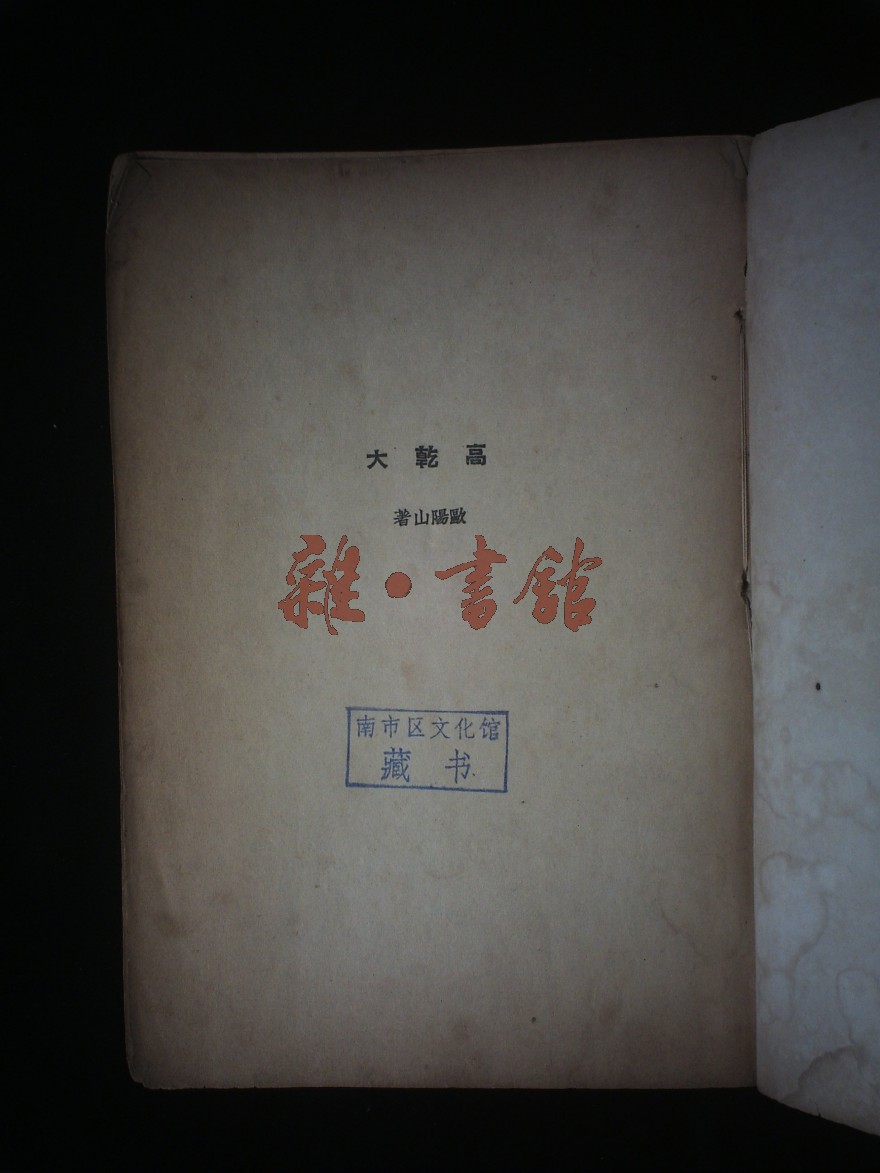 高乾大
歐陽山著
雜·書館
南市区文化馆
藏书